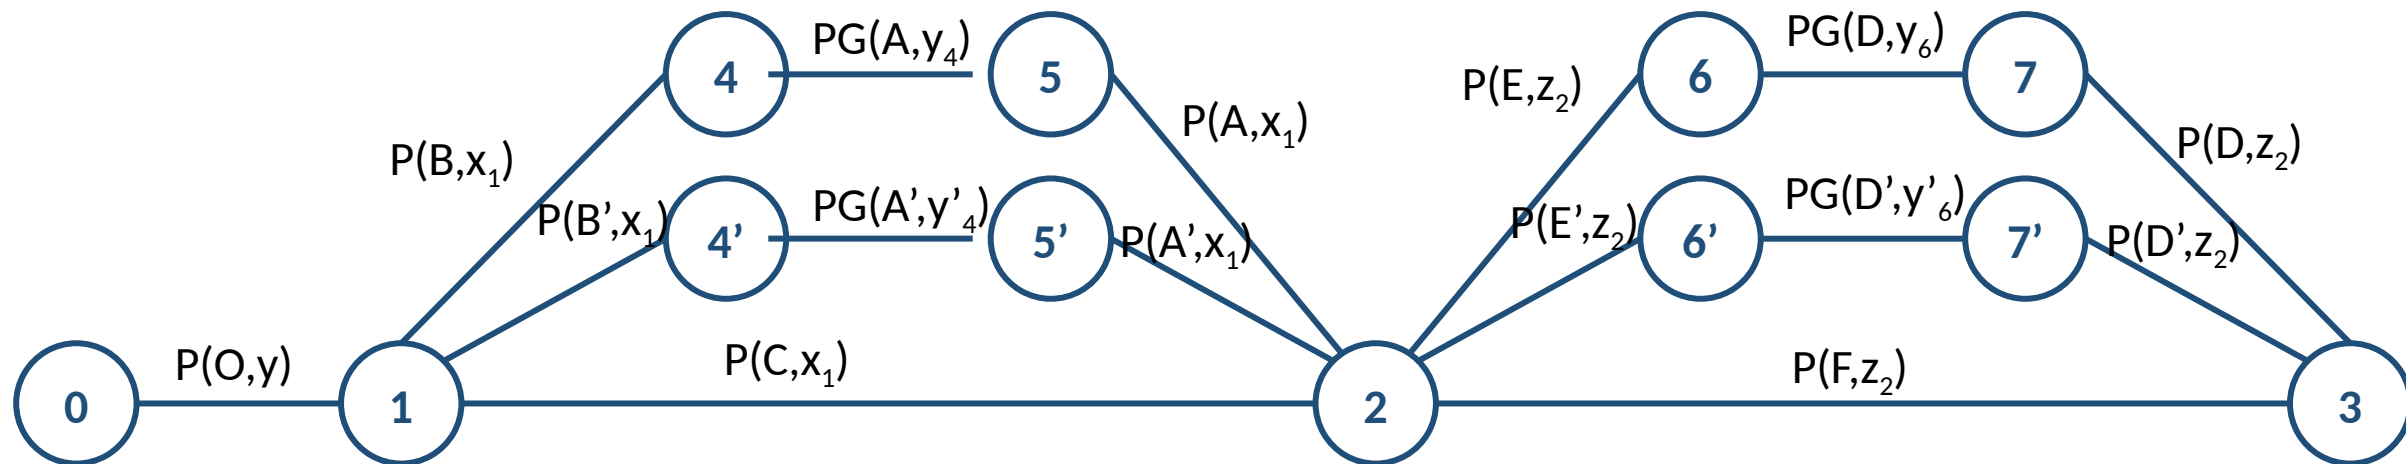 4
PG(A,y₄)
5
6
PG(D,y₆)
7
P(B,x₁)
P(A,x₁)
P(E,z₂)
P(D,z₂)
P(B’,x₁)
4’
PG(A’,y’₄)
5’
P(A’,x₁)
P(E’,z₂)
6’
PG(D’,y’₆)
7’
P(D’,z₂)
0
P(O,y)
1
P(C,x₁)
2
P(F,z₂)
3